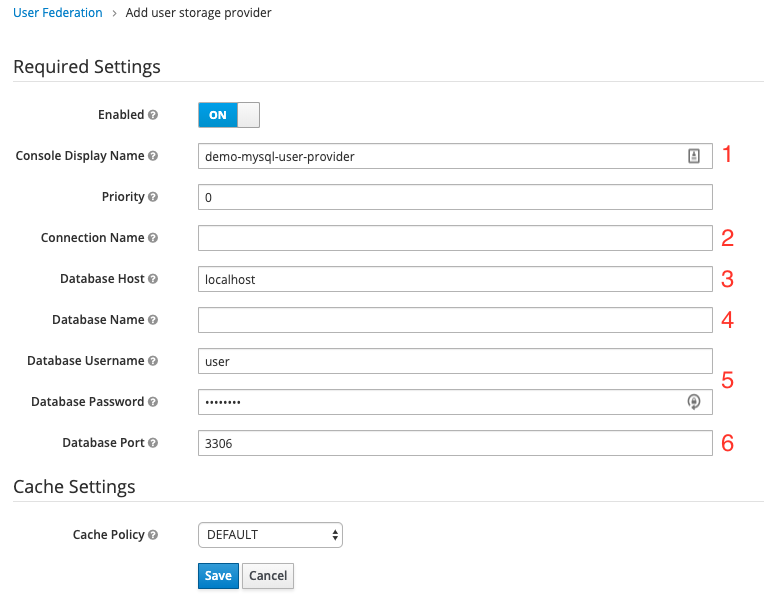 User Federation > Add user storage provider
Required Settings
Enabled ON
Console Display Name demo-mysql-user-provider 1
Priority 0
Connection Name 2
Database Host localhost 3
Database Name 4
Database Username user
5
Database Password ••••••••
Database Port 3306 6
Cache Settings
Cache Policy DEFAULT
Save Cancel